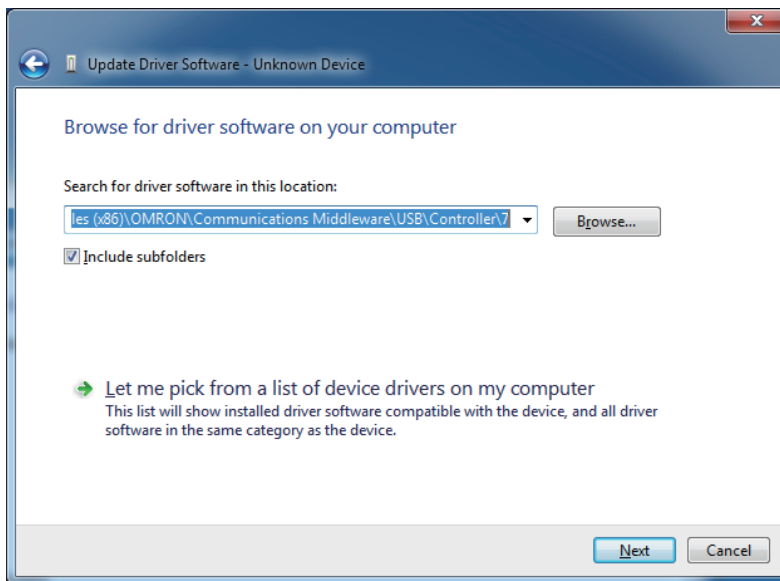 Update Driver Software - Unknown Device
Browse for driver software on your computer
Search for driver software in this location:
les (x86)\OMRON\Communications Middleware\USB\Controller\7
Browse...
Include subfolders
Let me pick from a list of device drivers on my computer
This list will show installed driver software compatible with the device, and all driver
software in the same category as the device.
Next Cancel